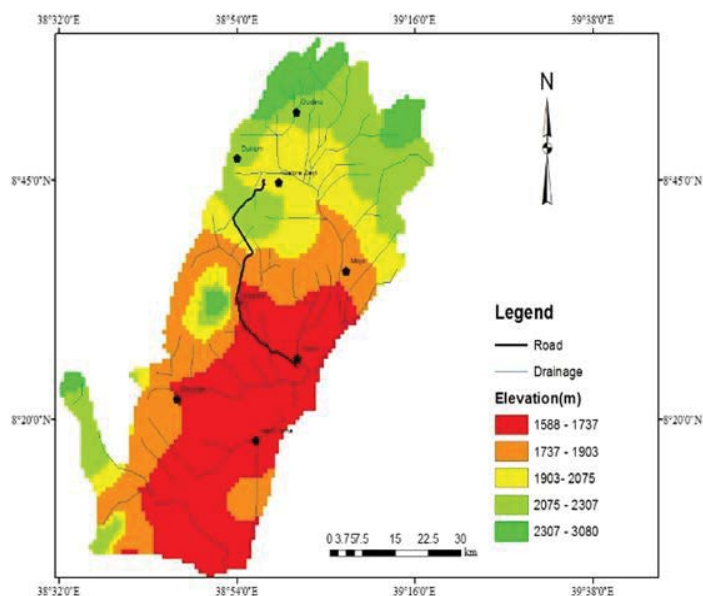 38°32'0"E
38°54'0"E
39°16'0"E
39°38'0"E
N
8°45'0"N
8°45'0"N
Dukem
Mojo
Legend
Road
Drainage
Elevation(m)
1588 - 1737
1737 - 1903
1903- 2075
2075 - 2307
2307 - 3080
8°20'0"N
8°20'0"N
0 3.75 7.5 15 22.5 30
km
38°32'0"E
38°54'0"E
39°16'0"E
39°38'0"E